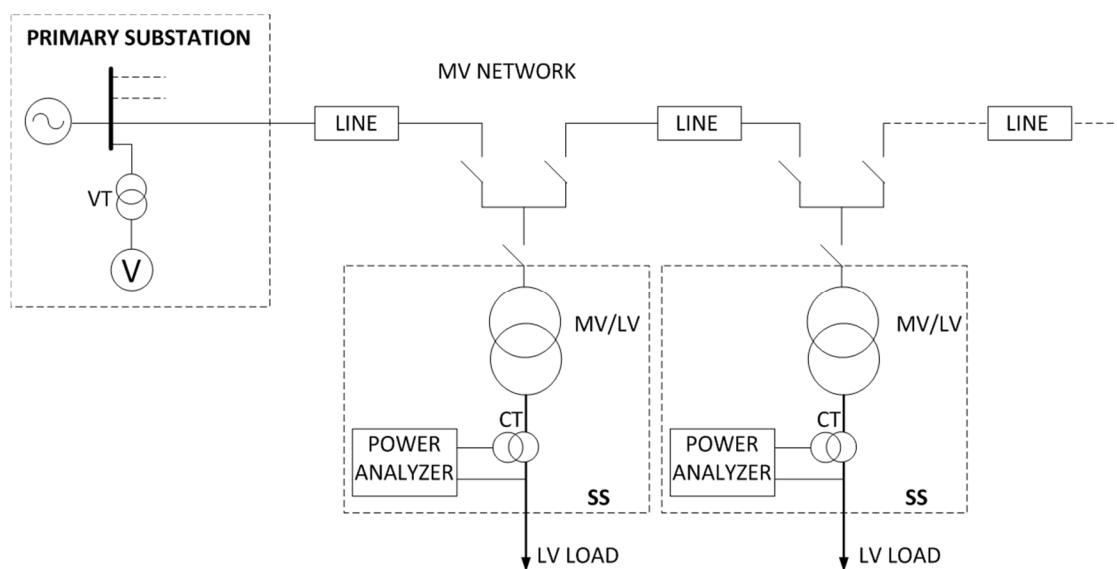 PRIMARY SUBSTATION
MV NETWORK
LINE
LINE
LINE
VT
V
MV/LV
MV/LV
CT
CT
POWER
ANALYZER
POWER
ANALYZER
SS
SS
LV LOAD
LV LOAD